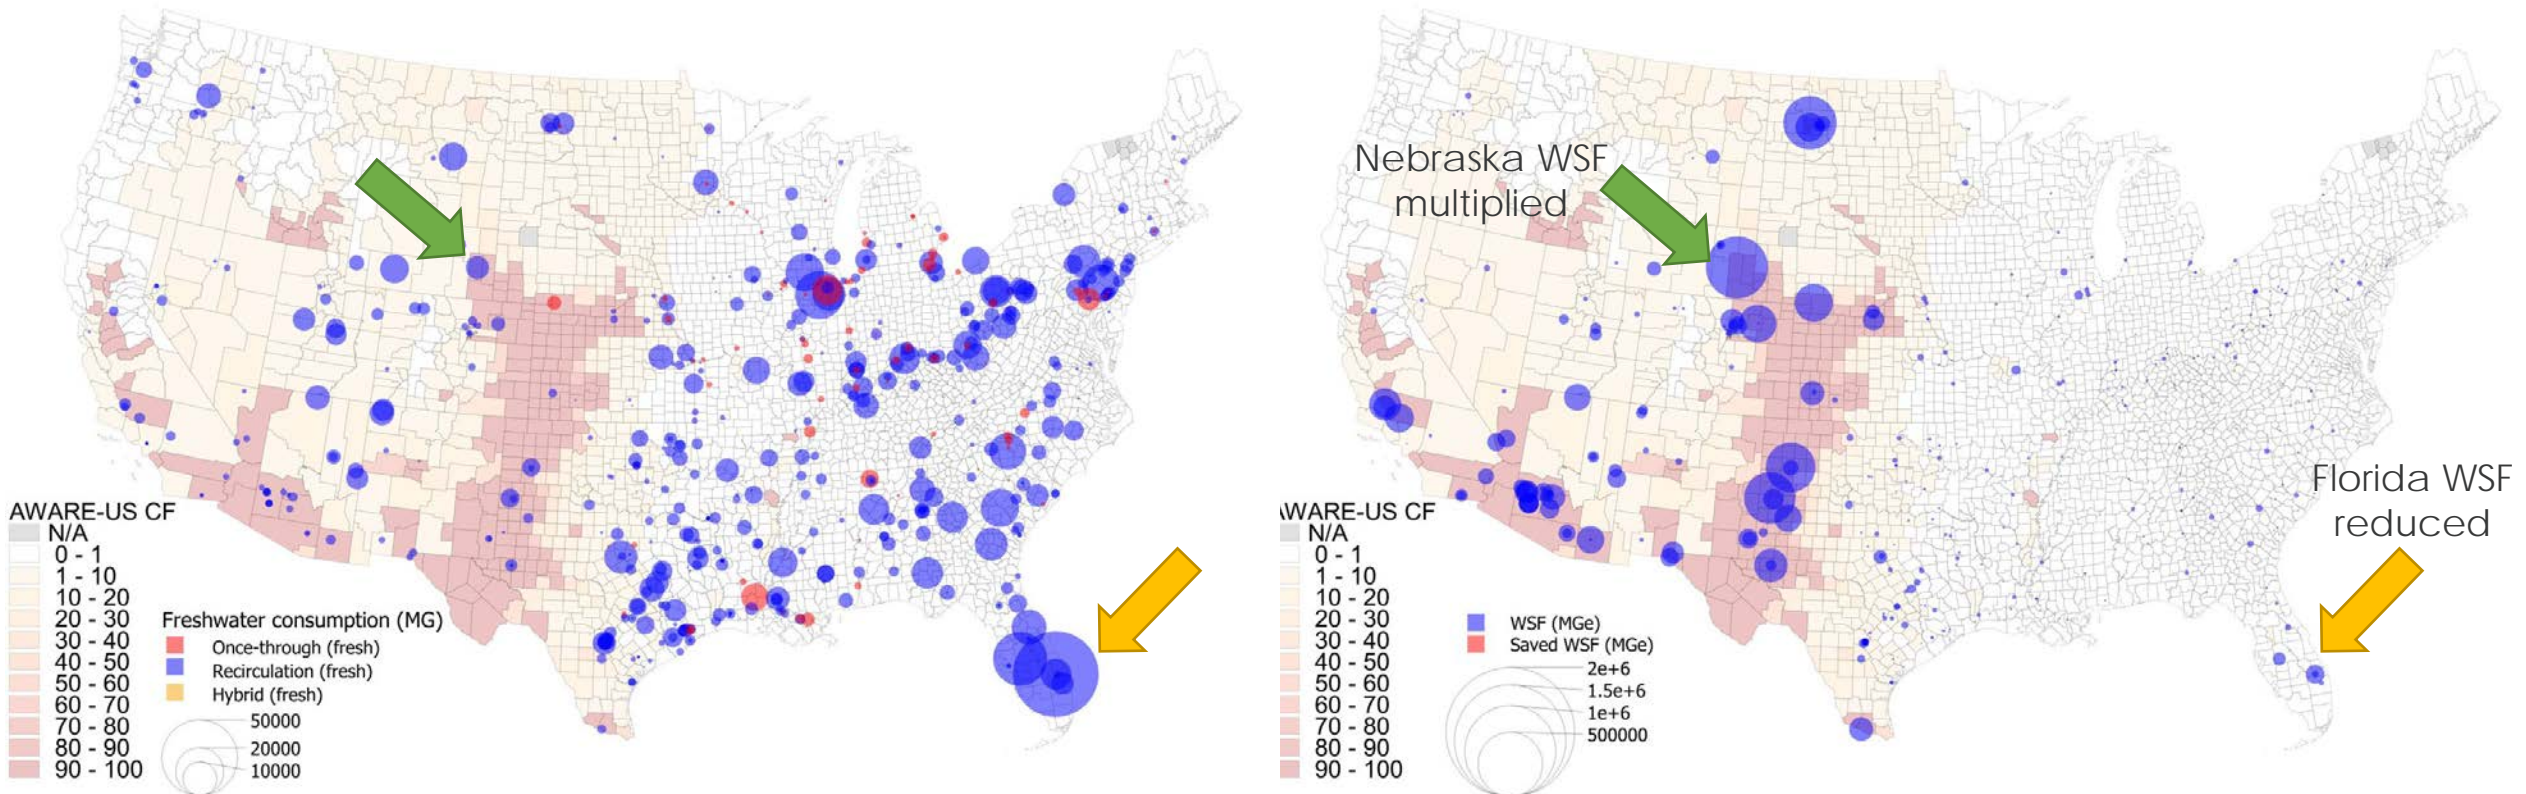 AWARE-US CF
N/A
0 - 1
1 - 10
10 - 20
20 - 30
30 - 40
40 - 50
50 - 60
60 - 70
70 - 80
80 - 90
90 - 100
Freshwater consumption (MG)
Once-through (fresh)
Recirculation (fresh)
Hybrid (fresh)
50000
20000
10000
Nebraska WSF
multiplied
Florida WSF
reduced
AWARE-US CF
N/A
0 - 1
1 - 10
10 - 20
20 - 30
30 - 40
40 - 50
50 - 60
60 - 70
70 - 80
80 - 90
90 - 100
WSF (MGe)
Saved WSF (MGe)
2e+6
1.5e+6
1e+6
500000